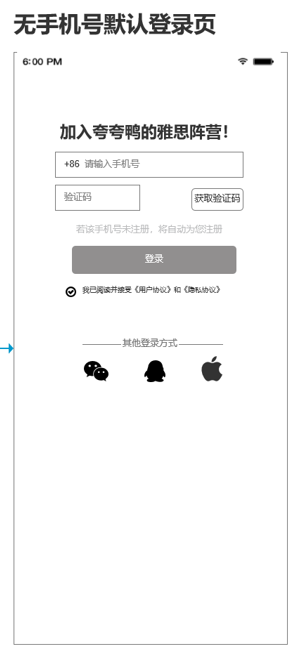 无手机号默认登录页
6:00 PM
加入夸夸鸭的雅思阵营！
+86 请输入手机号
验证码 获取验证码
若该手机号未注册，将自动为您注册
登录
我已阅读并接受《用户协议》和《隐私协议》
其他登录方式